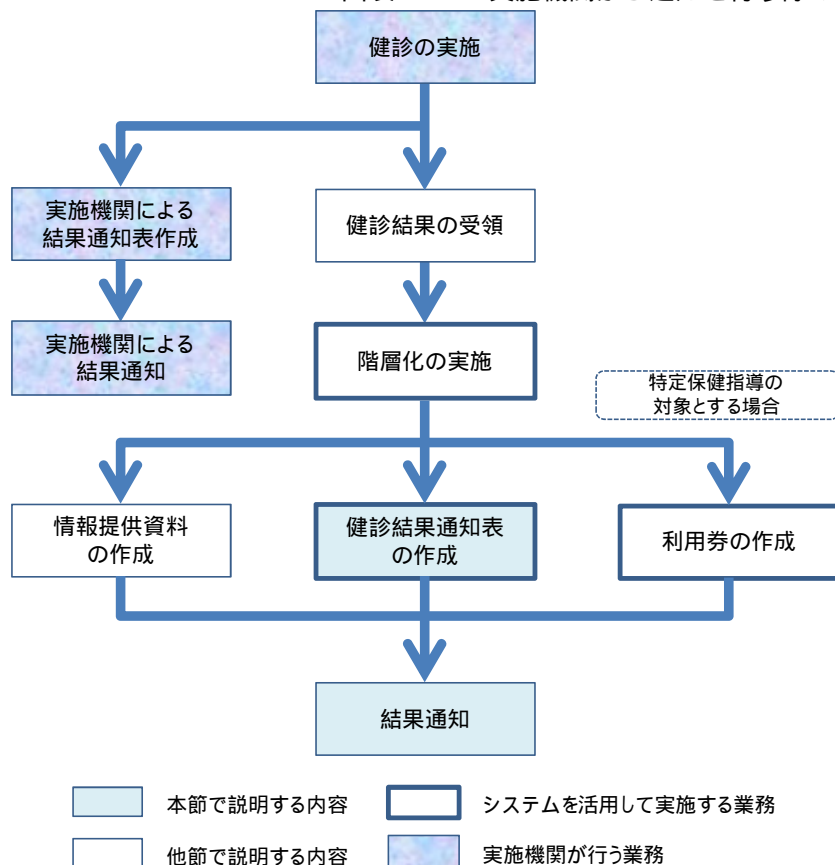 健診の実施
実施機関による
結果通知表作成
健診結果の受領
実施機関による
結果通知
階層化の実施
特定保健指導の
対象とする場合
情報提供資料
の作成
健診結果通知表
の作成
利用券の作成
結果通知
本節で説明する内容
システムを活用して実施する業務
他節で説明する内容
実施機関が行う業務